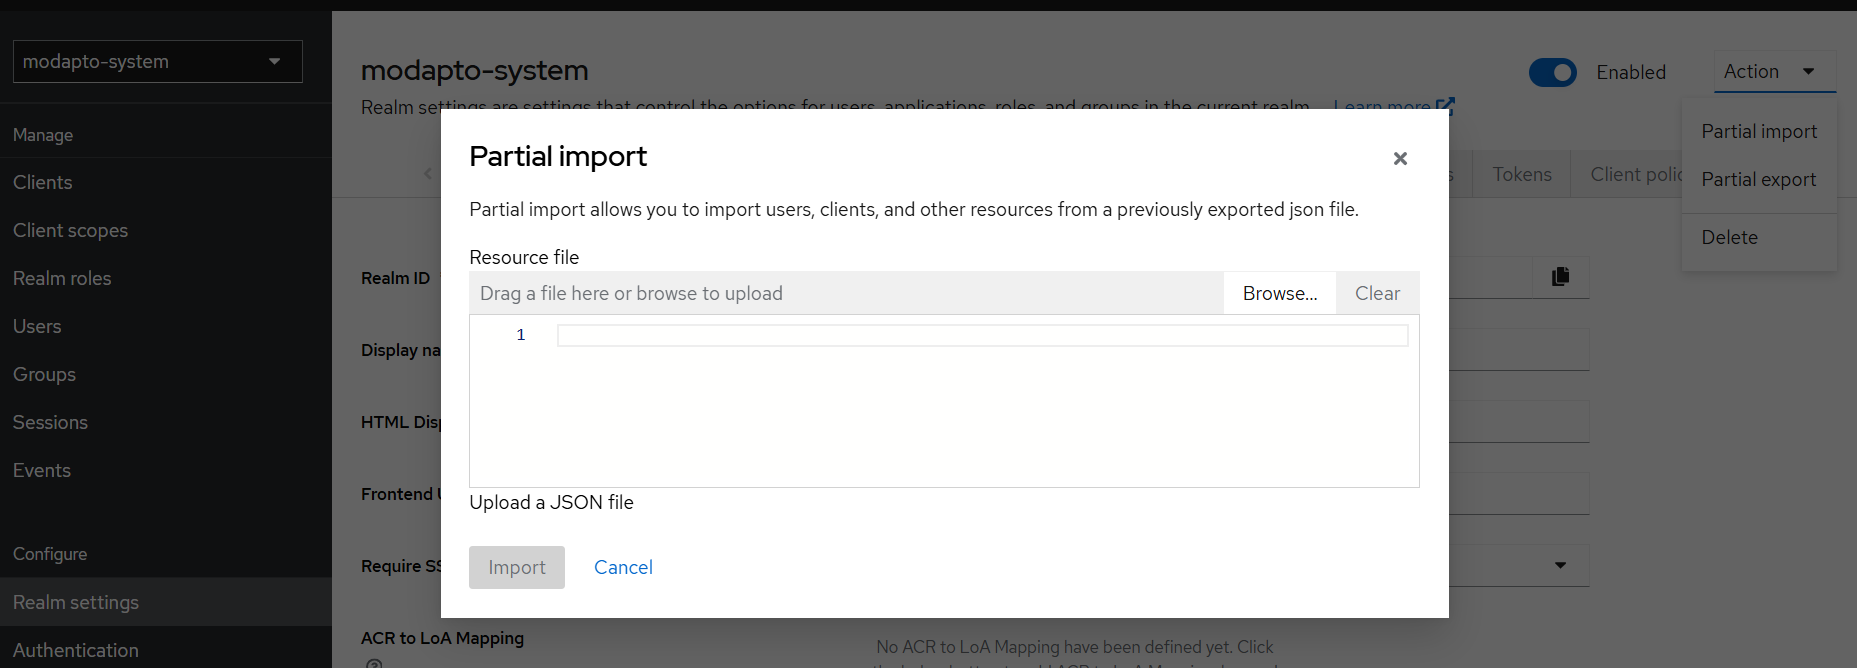 modapto-system
Manage
Clients
Client scopes
Realm roles
Users
Groups
Sessions
Events
Configure
Realm settings
Authentication
modapto-system
Enabled
Action
Realm settings are settings that control the options for users, applications, roles, and groups in the current realm. Learn more
Partial import
Partial export
Delete
Tokens
Client polic
Realm ID
Display na
HTML Disp
Frontend U
Require SS
ACR to LoA Mapping
No ACR to LoA Mapping have been defined yet. Click
Partial import
Partial import allows you to import users, clients, and other resources from a previously exported json file.
Resource file
Drag a file here or browse to upload
Browse...
Clear
1
Upload a JSON file
Import
Cancel